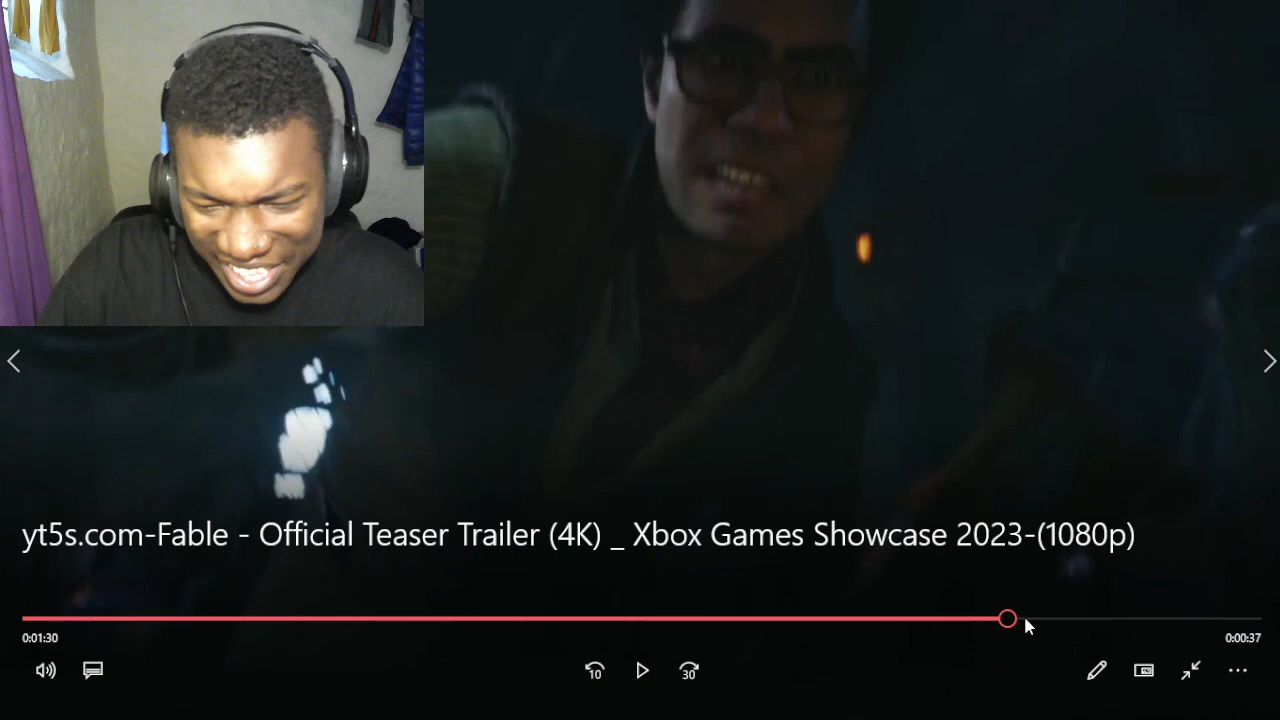 yt5s.com-Fable - Official Teaser Trailer (4K) _ Xbox Games Showcase 2023-(1080p)
0:01:30
0:00:37
10
30